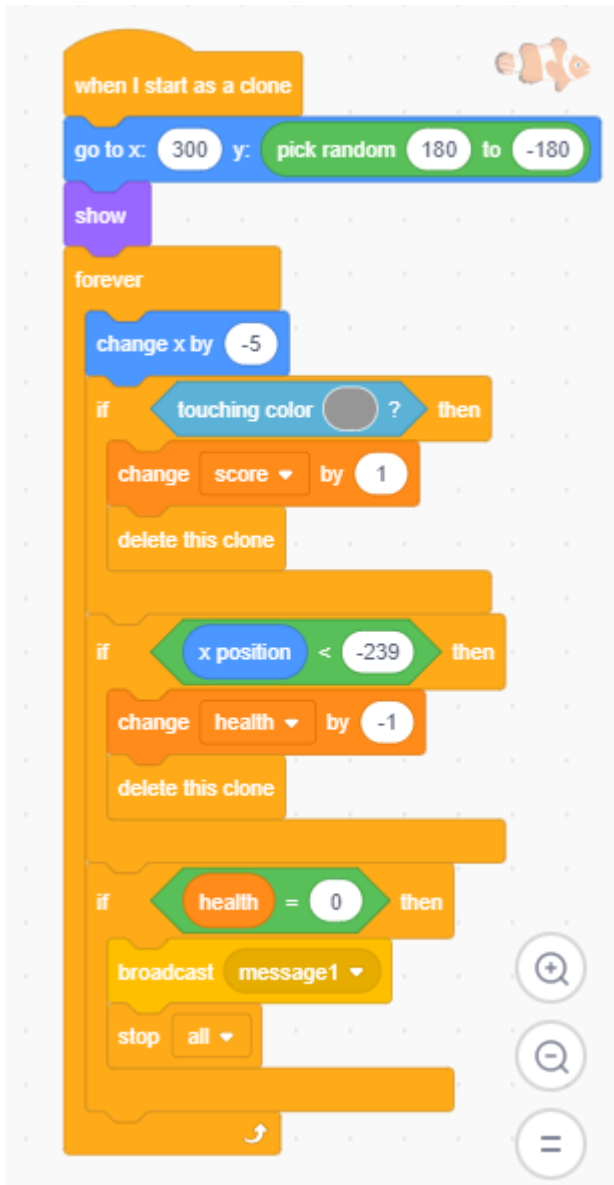 when I start as a clone
go to x: 300 y: pick random 180 to -180
show
forever
change x by -5
if touching color ? then
change score by 1
delete this clone
if x position < -239 then
change health by -1
delete this clone
if health = 0 then
broadcast message1
stop all